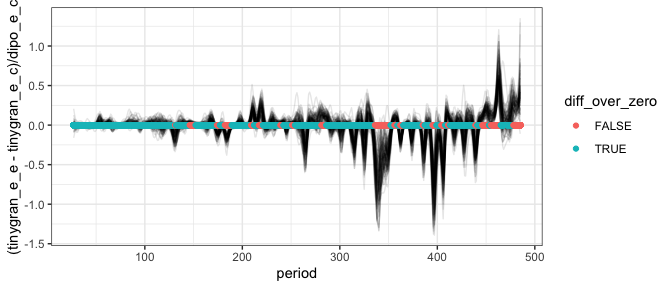 (tinygran_e_e - tinygran_e_c)/dipo_e_c
1.0
0.5
0.0
-0.5
-1.0
-1.5
100
200
300
400
500
period
diff_over_zero
FALSE
TRUE